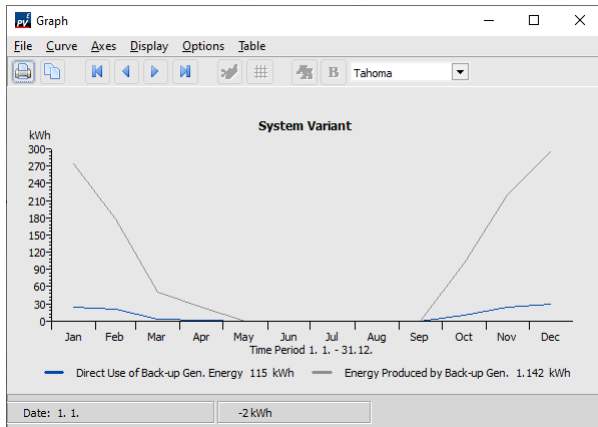 PV Graph
File Curve Axes Display Options Table
B Tahoma
System Variant
kWh
300
270
240
210
180
150
120
90
60
30
0
Jan Feb Mar Apr May Jun Jul Aug Sep Oct Nov Dec
Time Period 1. 1. - 31.12.
Direct Use of Back-up Gen. Energy 115 kWh Energy Produced by Back-up Gen. 1.142 kWh
Date: 1. 1. -2 kWh